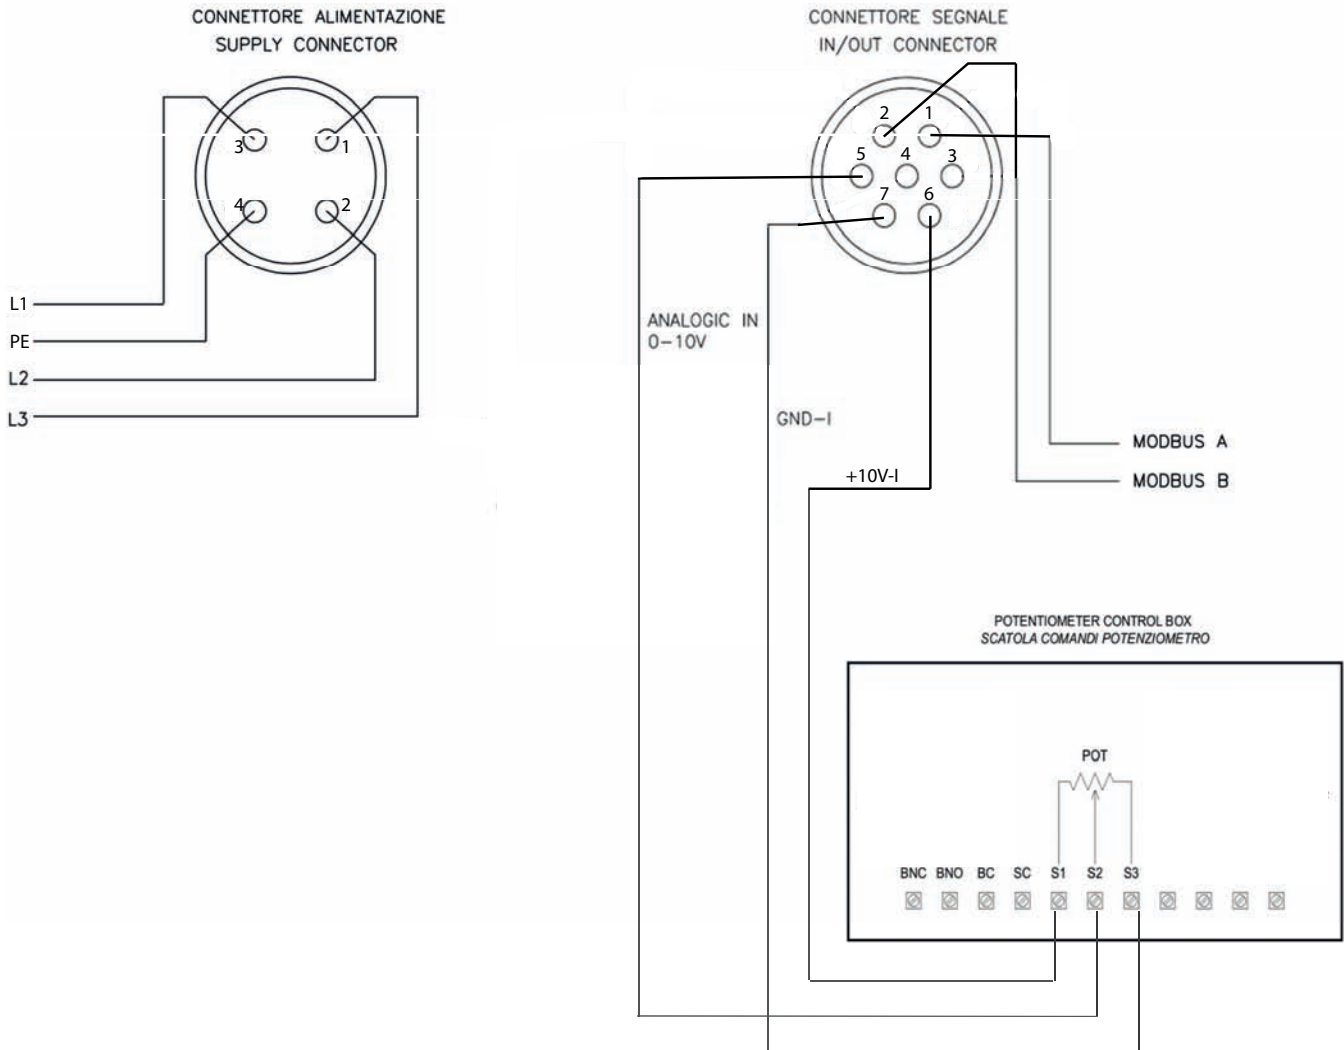 CONNETTORE ALIMENTAZIONE
SUPPLY CONNECTOR
3
1
4
2
L1
PE
L2
L3
CONNETTORE SEGNALE
IN/OUT CONNECTOR
2
1
5
4
3
7
6
ANALOGIC IN
0-10V
GND-I
+10V-I
MODBUS A
MODBUS B
POTENTIOMETER CONTROL BOX
SCATOLA COMANDI POTENZIOMETRO
POT
BNC BNO BC SC S1 S2 S3